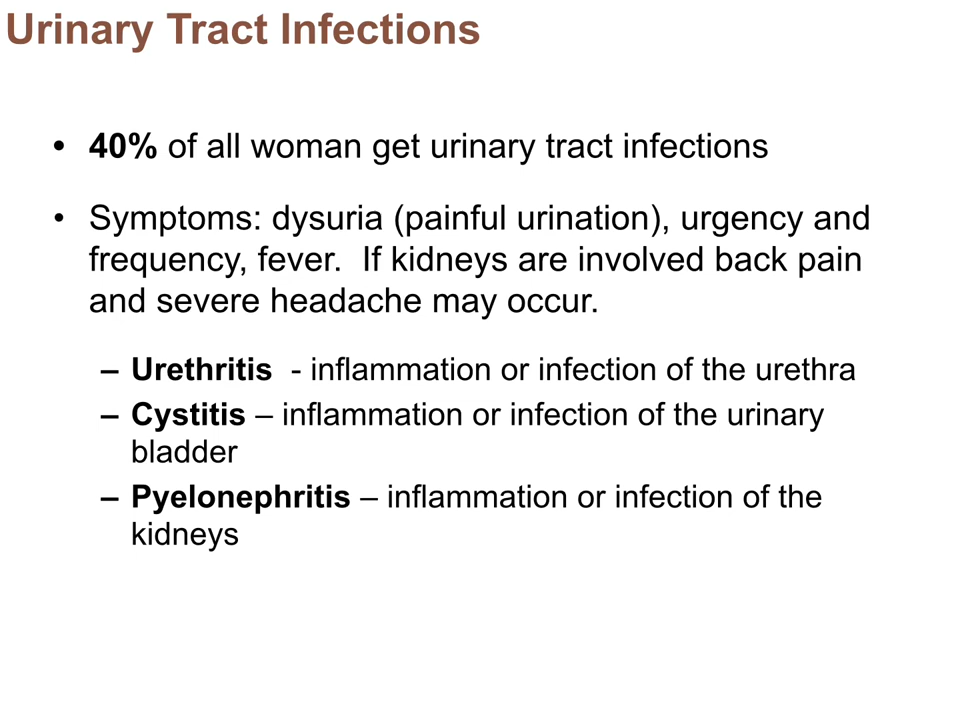 Urinary Tract Infections
• 40% of all woman get urinary tract infections
• Symptoms: dysuria (painful urination), urgency and
frequency, fever.  If kidneys are involved back pain
and severe headache may occur.
– Urethritis  - inflammation or infection of the urethra
– Cystitis – inflammation or infection of the urinary
bladder
– Pyelonephritis – inflammation or infection of the
kidneys